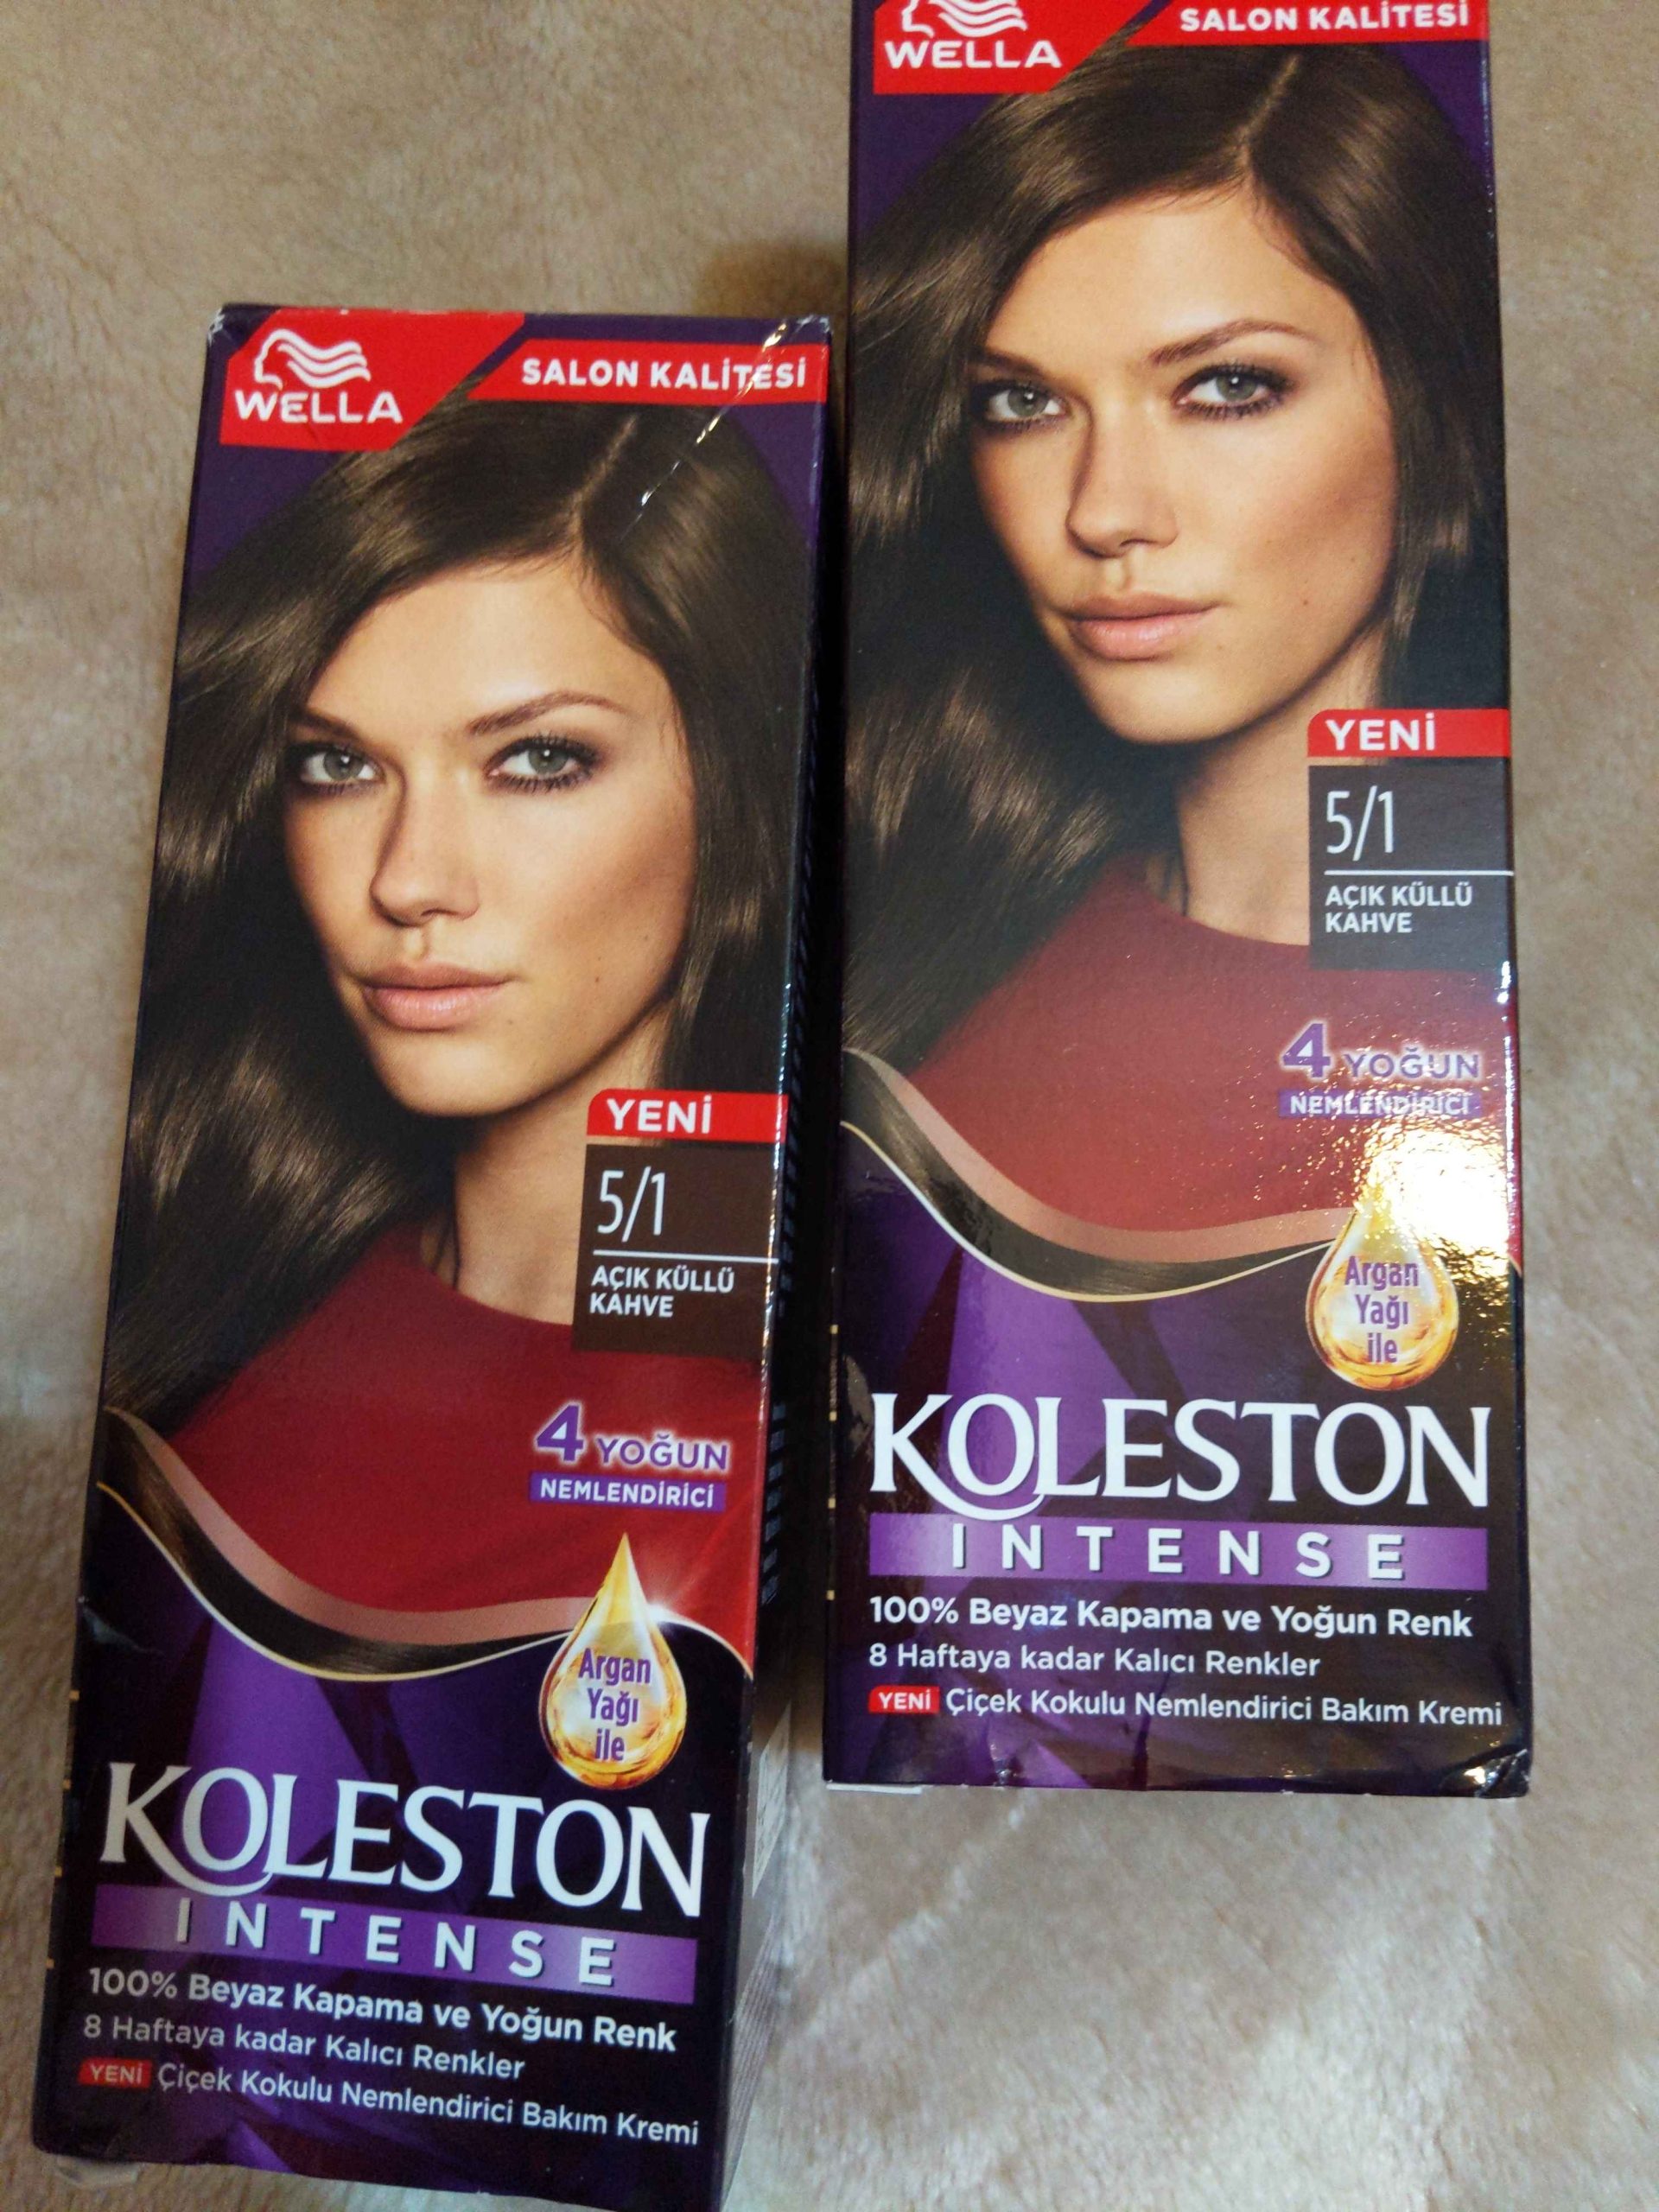 WELLA
SALON KALİTESİ
YENİ
5/1
AÇIK KÜLLÜ
KAHVE
4 YOĞUN
NEMLENDİRİCİ
Argan
Yağı
ile
KOLESTON
INTENSE
100% Beyaz Kapama ve Yoğun Renk
8 Haftaya kadar Kalıcı Renkler
YENİ Çiçek Kokulu Nemlendirici Bakım Kremi
WELLA
SALON KALİTESİ
YENİ
5/1
AÇIK KÜLLÜ
KAHVE
4 YOĞUN
NEMLENDİRİCİ
Argan
Yağı
ile
KOLESTON
INTENSE
100% Beyaz Kapama ve Yoğun Renk
8 Haftaya kadar Kalıcı Renkler
YENİ Çiçek Kokulu Nemlendirici Bakım Kremi